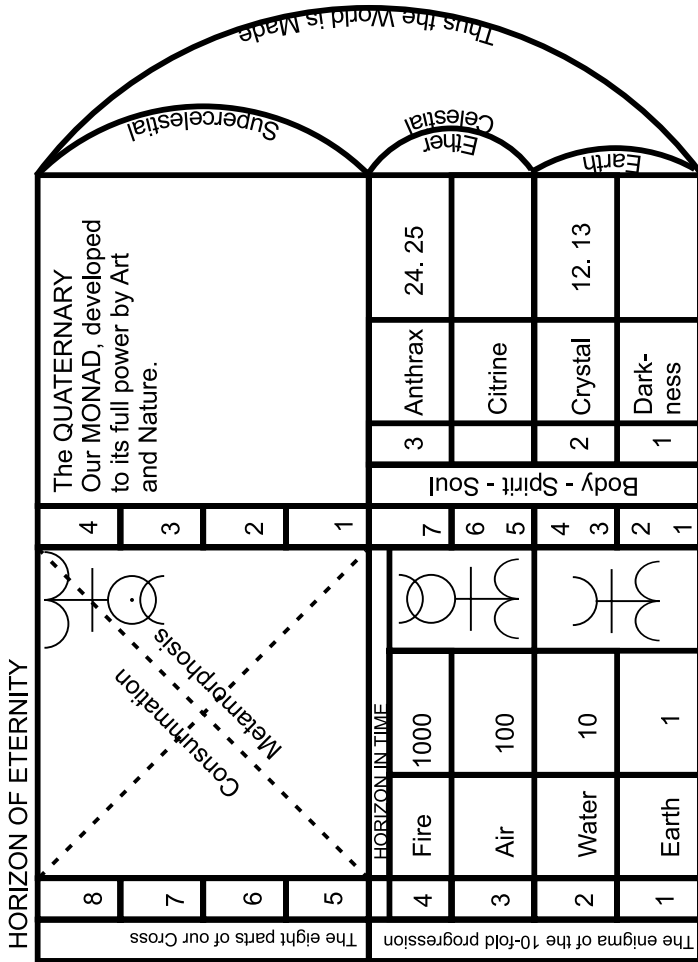 HORIZON OF ETERNITY
The eight parts of our Cross
8
7
6
5
Consummation
Metamorphosis
4
3
2
1
The QUATERNARY
Our MONAD, developed
to its full power by Art
and Nature.
Supercelestial
Thus the World is Made
HORIZON IN TIME
The enigma of the 10-fold progression
4 Fire 1000
3 Air 100
2 Water 10
1 Earth 1
7
6
5
4
3
2
1
Body - Spirit - Soul
3 Anthrax 24. 25
Citrine
2 Crystal 12. 13
1 Dark-
ness
Ether
Celestial
Earth